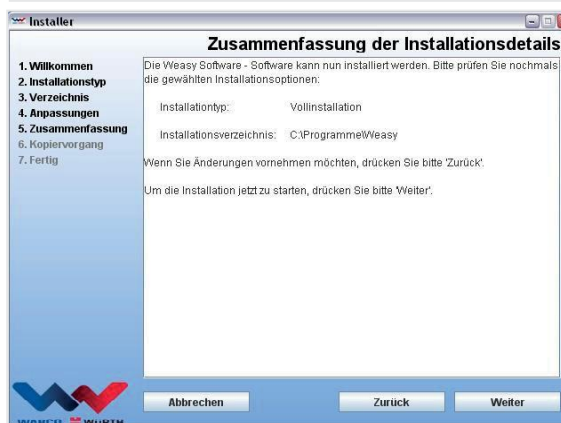 Installer
Zusammenfassung der Installationsdetails
1. Willkommen
2. Installationstyp
3. Verzeichnis
4. Anpassungen
5. Zusammenfassung
6. Kopiervorgang
7. Fertig
Die Weasy Software - Software kann nun installiert werden. Bitte prüfen Sie nochmals
die gewählten Installationsoptionen:
Installationtyp: Vollinstallation
Installationsverzeichnis: C:\Programme\Weasy
Wenn Sie Änderungen vornehmen möchten, drücken Sie bitte 'Zurück'.
Um die Installation jetzt zu starten, drücken Sie bitte 'Weiter'.
Abbrechen
Zurück
Weiter
WÜRTH